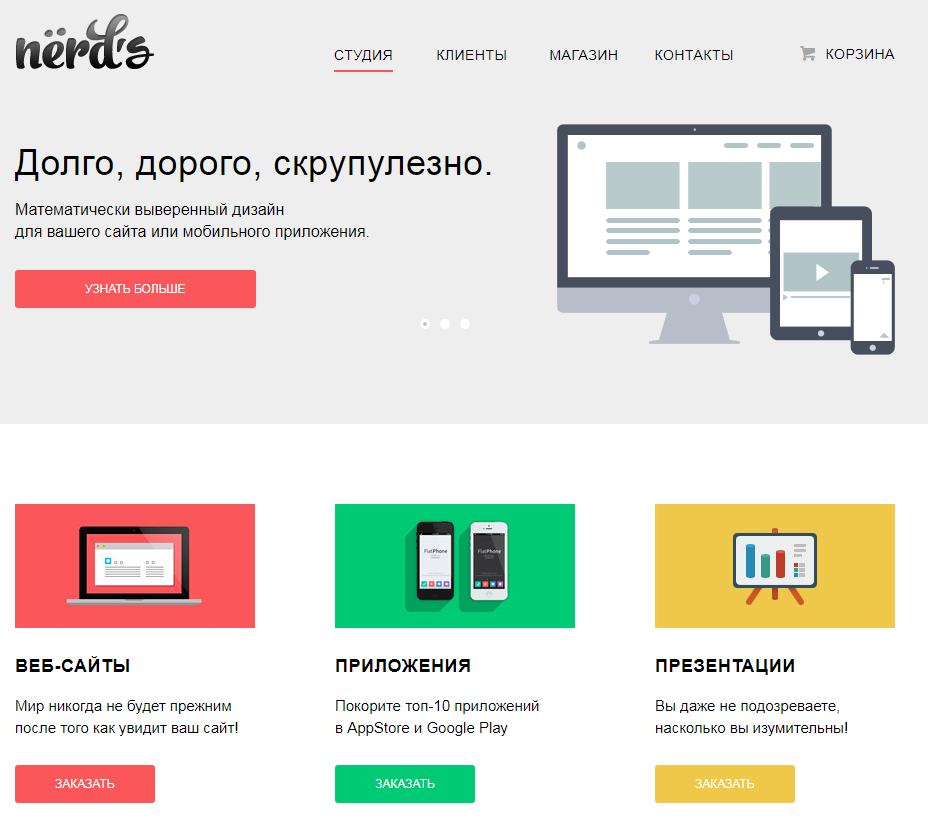 nërd's
СТУДИЯ КЛИЕНТЫ МАГАЗИН КОНТАКТЫ КОРЗИНА
Долго, дорого, скрупулезно.
Математически выверенный дизайн
для вашего сайта или мобильного приложения.
УЗНАТЬ БОЛЬШЕ
FlatPhone FlatPhone
ВЕБ-САЙТЫ ПРИЛОЖЕНИЯ ПРЕЗЕНТАЦИИ
Мир никогда не будет прежним
после того как увидит ваш сайт!
Покорите топ-10 приложений
в AppStore и Google Play
Вы даже не подозреваете,
насколько вы изумительны!
ЗАКАЗАТЬ ЗАКАЗАТЬ ЗАКАЗАТЬ